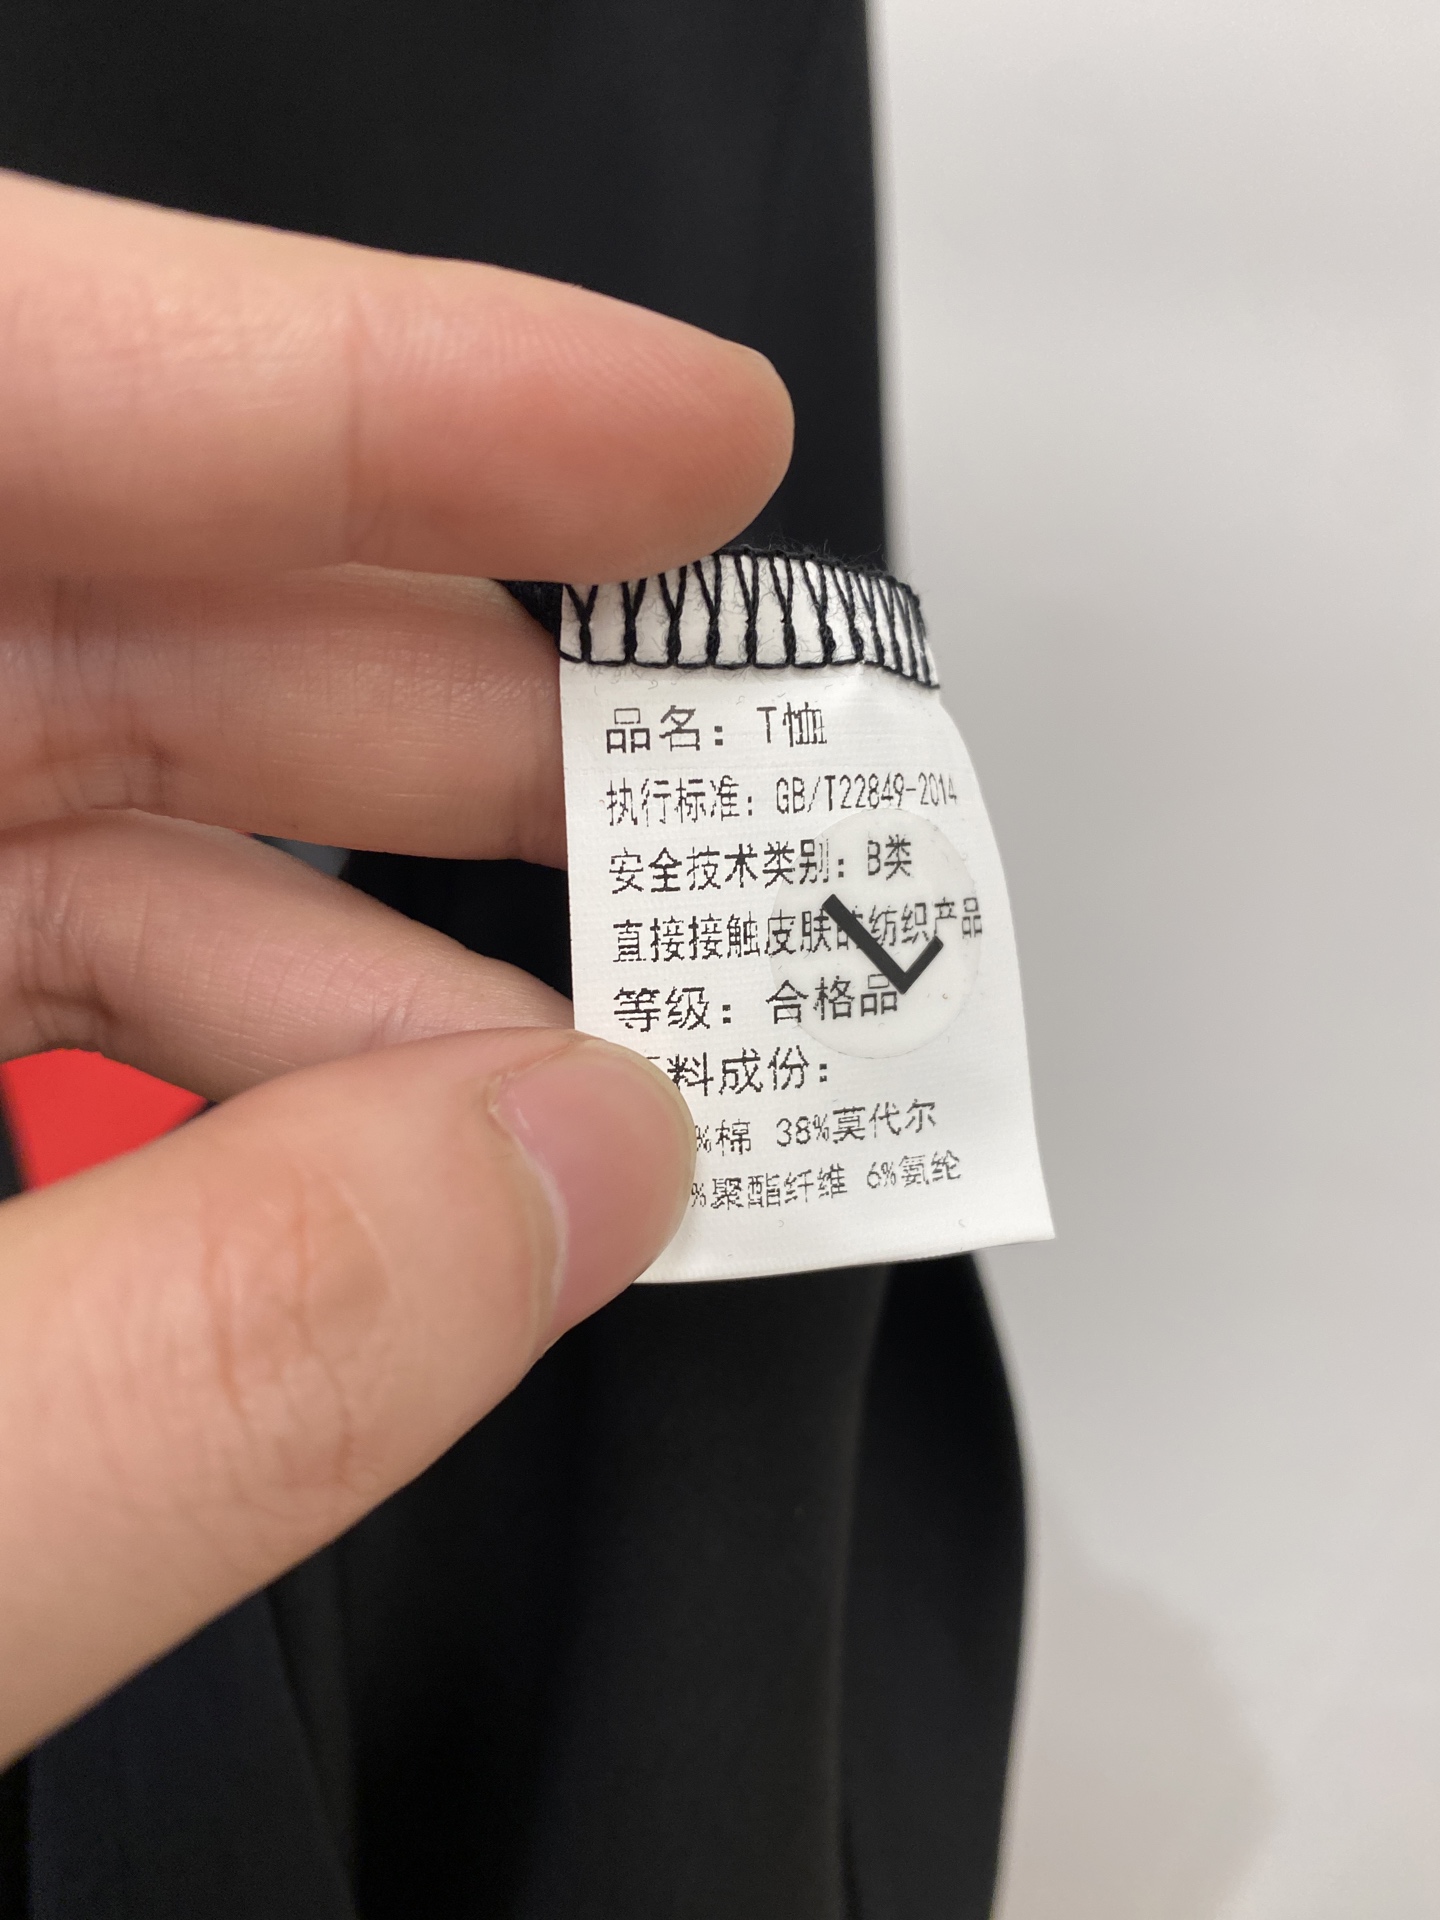 品名：T恤
执行标准：GB/T22849-2014
安全技术类别：B类
直接接触皮肤的纺织产品
等级：合格品
料成份：
%棉 38%莫代尔
%聚酯纤维 6%氨纶